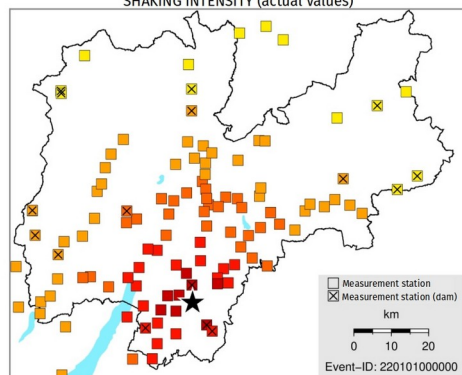 SHAKING INTENSITY (actual values)
Measurement station
Measurement station (dam)
km
0 10 20
Event-ID: 220101000000